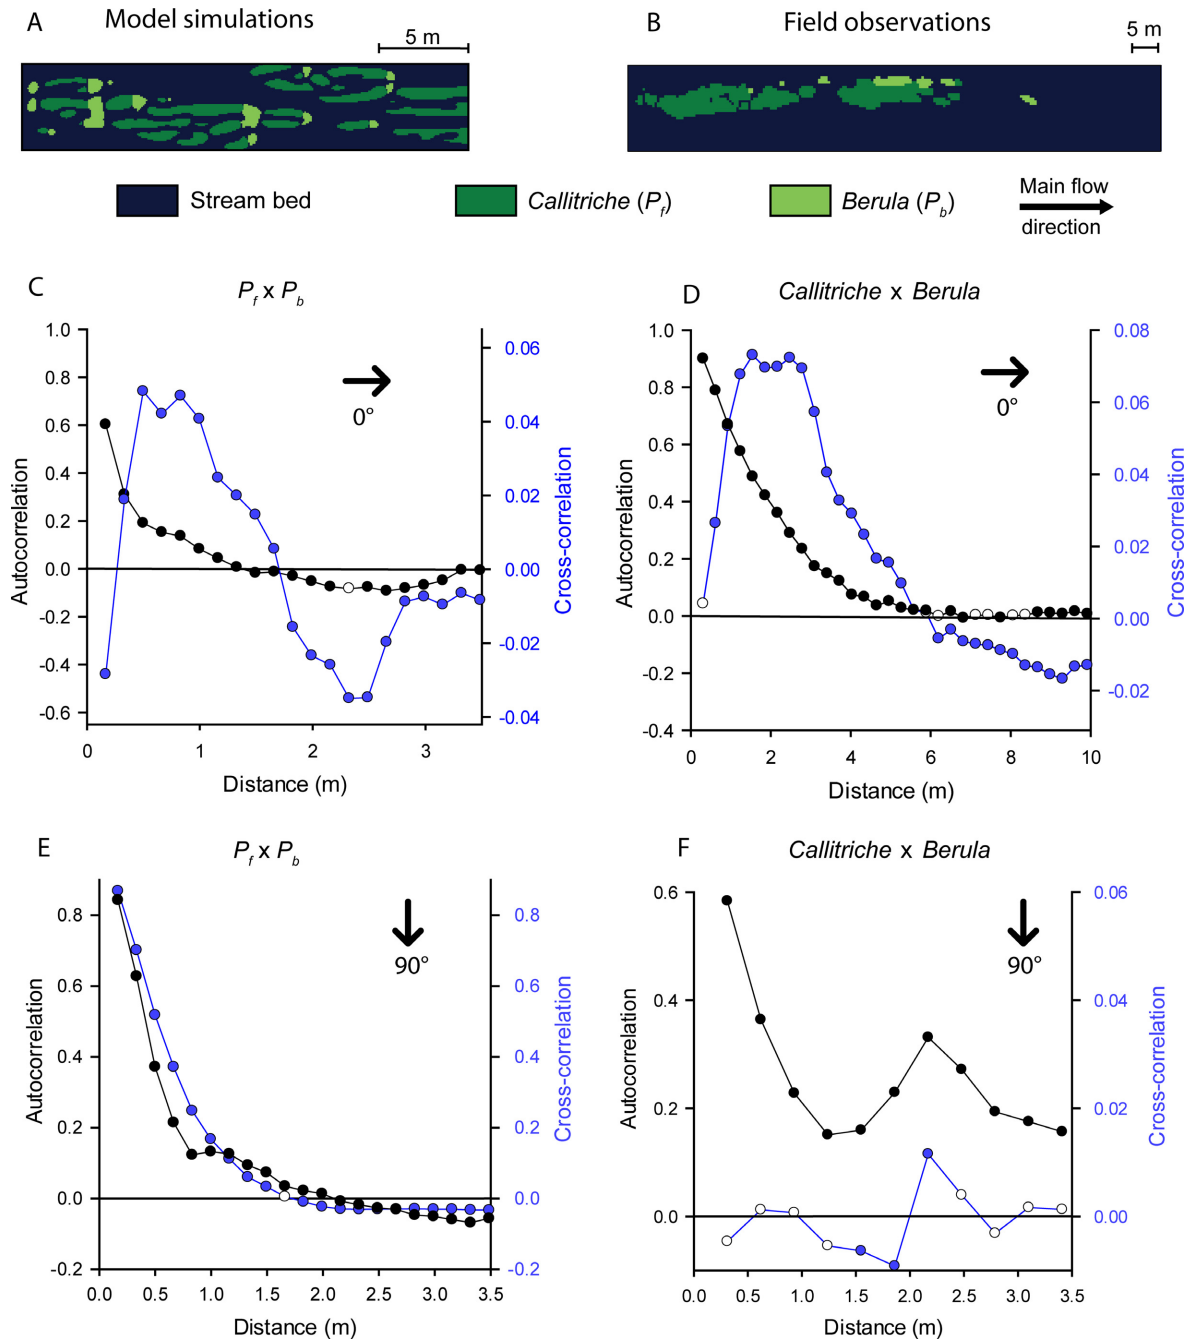 A Model simulations
5 m
B Field observations
5 m
Stream bed
Callitriche (Pf)
Berula (Pb)
Main flow
direction
C
Pf x Pb
1.0
0.8
0.6
0.4
0.2
0.0
-0.2
-0.4
-0.6
Autocorrelation
0°
0.06
0.04
0.02
0.00
-0.02
-0.04
Cross-correlation
0 1 2 3
Distance (m)
D
Callitriche x Berula
1.0
0.8
0.6
0.4
0.2
0.0
-0.2
-0.4
Autocorrelation
0°
0.08
0.06
0.04
0.02
0.00
-0.02
Cross-correlation
0 2 4 6 8 10
Distance (m)
E
Pf x Pb
0.8
0.6
0.4
0.2
0.0
-0.2
Autocorrelation
90°
0.8
0.6
0.4
0.2
0.0
-0.2
Cross-correlation
0.0 0.5 1.0 1.5 2.0 2.5 3.0 3.5
Distance (m)
F
Callitriche x Berula
0.6
0.4
0.2
0.0
Autocorrelation
90°
0.06
0.04
0.02
0.00
Cross-correlation
0.0 0.5 1.0 1.5 2.0 2.5 3.0 3.5
Distance (m)